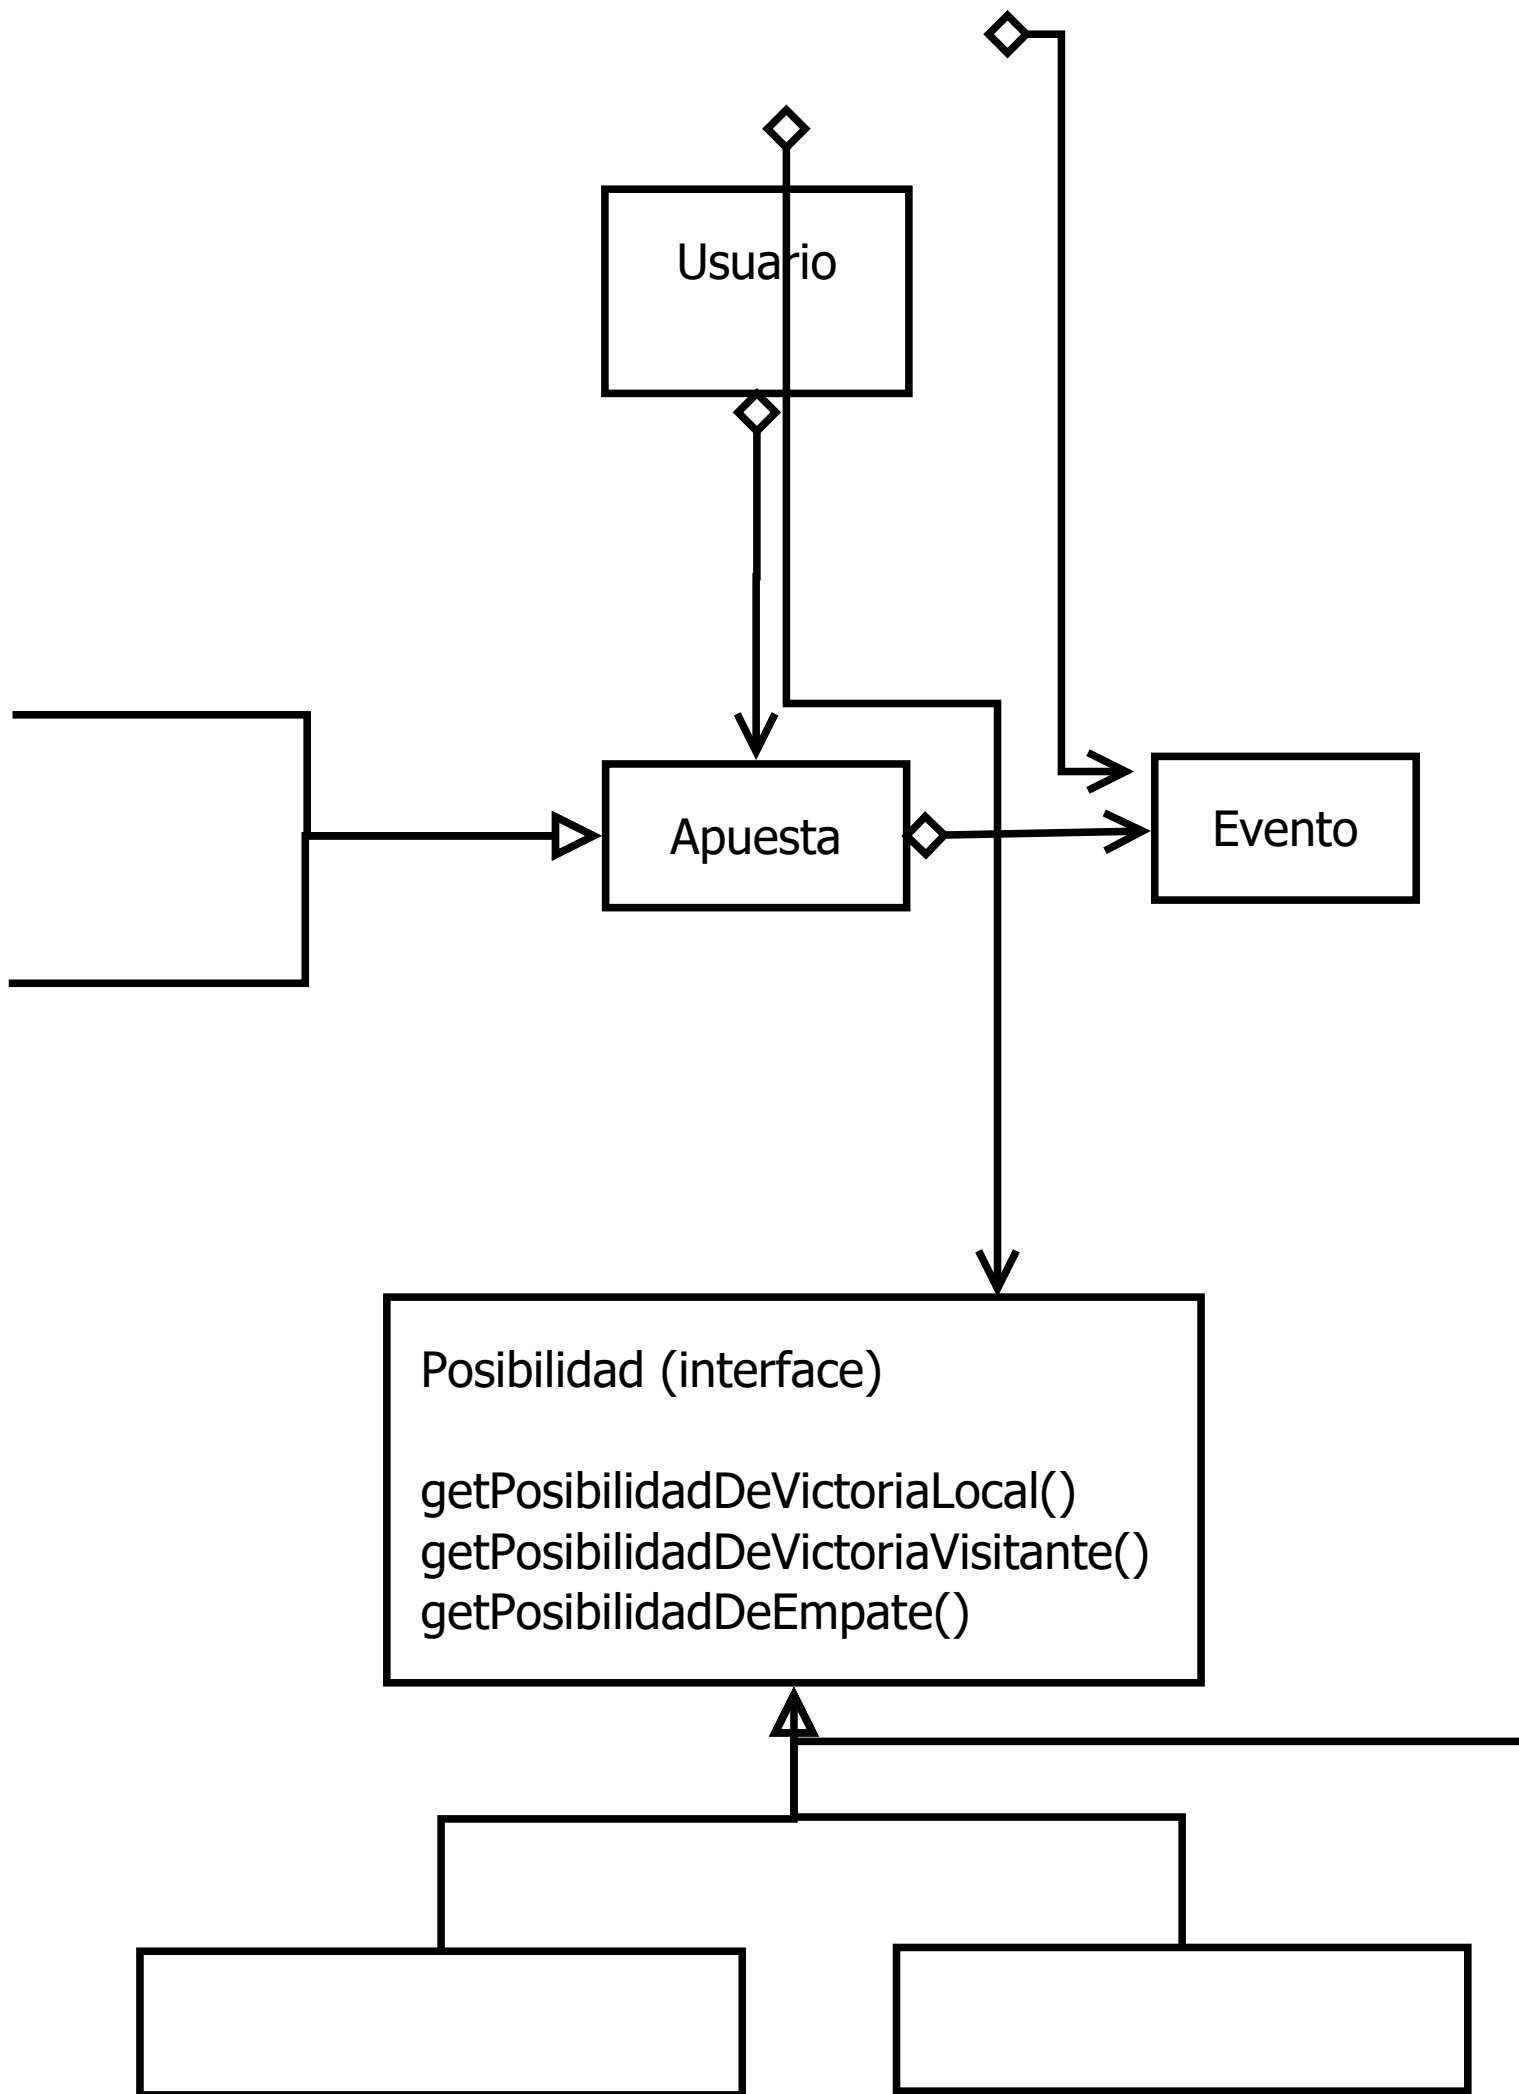 Usuario
Apuesta
Evento
Posibilidad (interface)
getPosibilidadDeVictoriaLocal()
getPosibilidadDeVictoriaVisitante()
getPosibilidadDeEmpate()